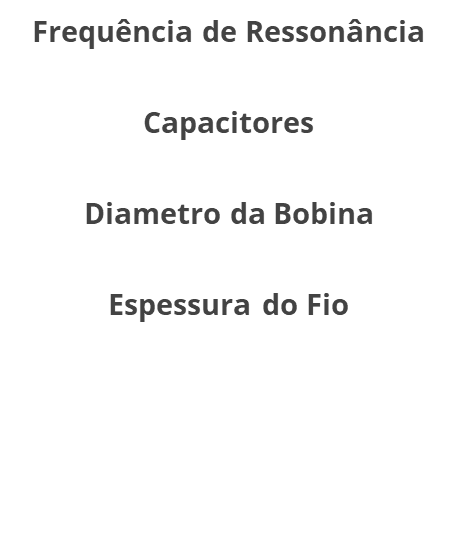 Frequência de Ressonância
Capacitores
Diametro da Bobina
Espessura do Fio